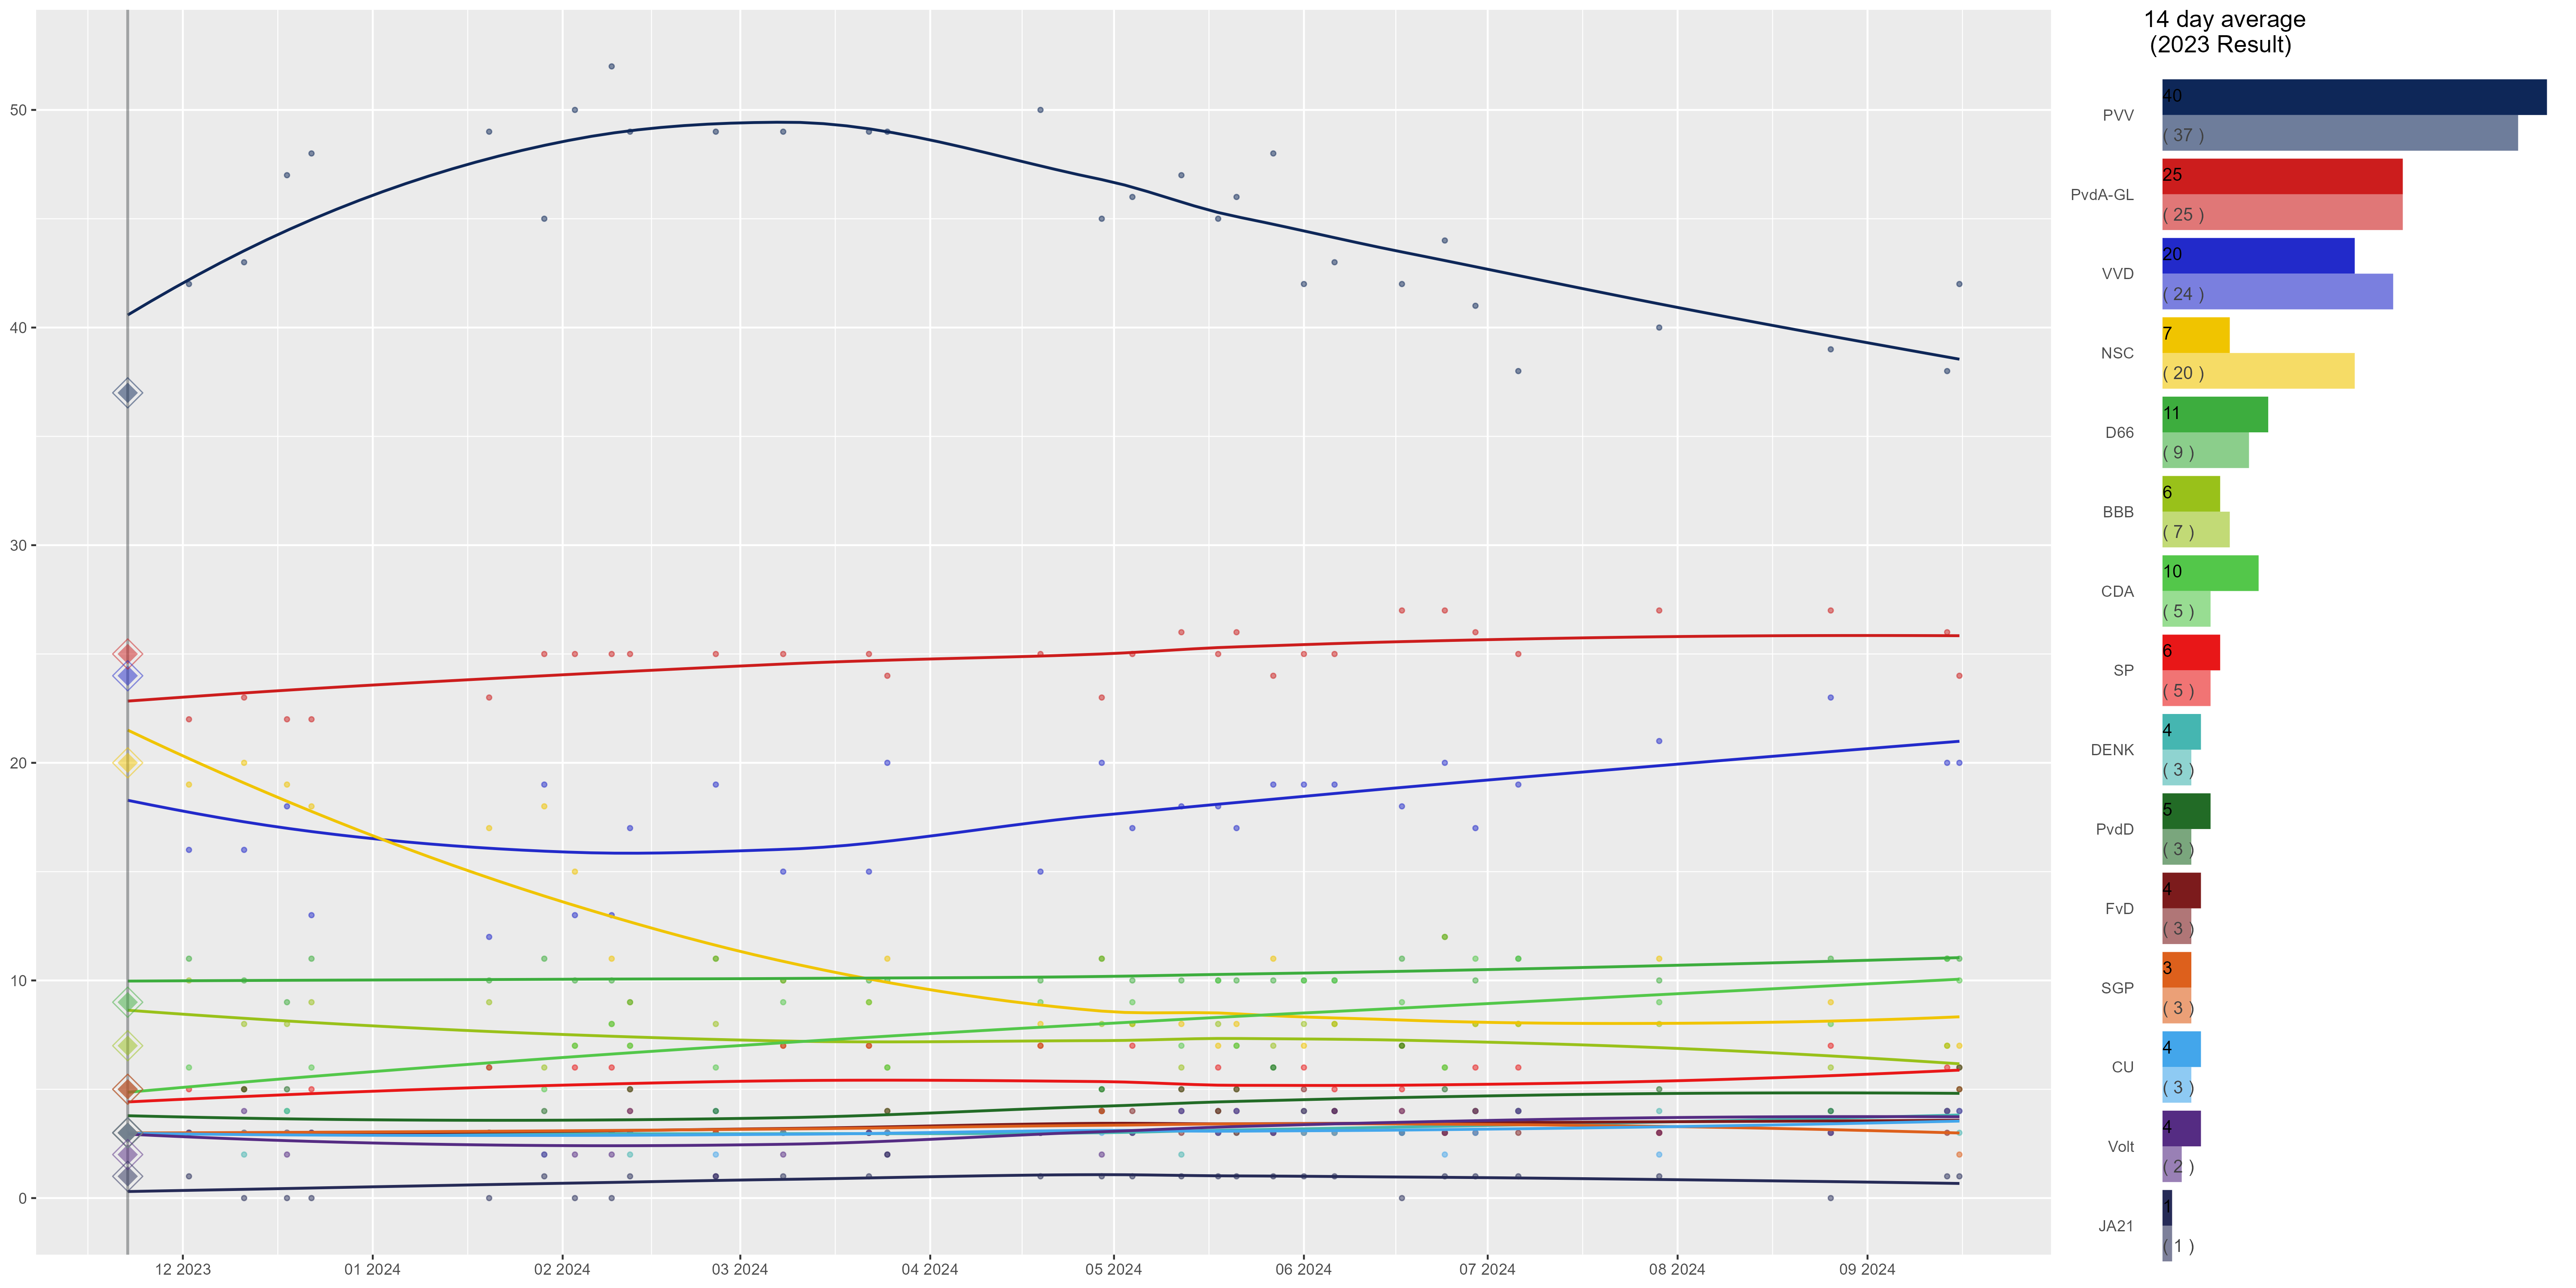 14 day average
(2023 Result)
50
40
30
20
10
0
12 2023
01 2024
02 2024
03 2024
04 2024
05 2024
06 2024
07 2024
08 2024
09 2024
PVV
40
( 37 )
PvdA-GL
25
( 25 )
VVD
20
( 24 )
NSC
7
( 20 )
D66
11
( 9 )
BBB
6
( 7 )
CDA
10
( 5 )
SP
6
( 5 )
DENK
4
( 3 )
PvdD
5
( 3 )
FvD
4
( 3 )
SGP
3
( 3 )
CU
4
( 3 )
Volt
4
( 2 )
JA21
1
( 1 )